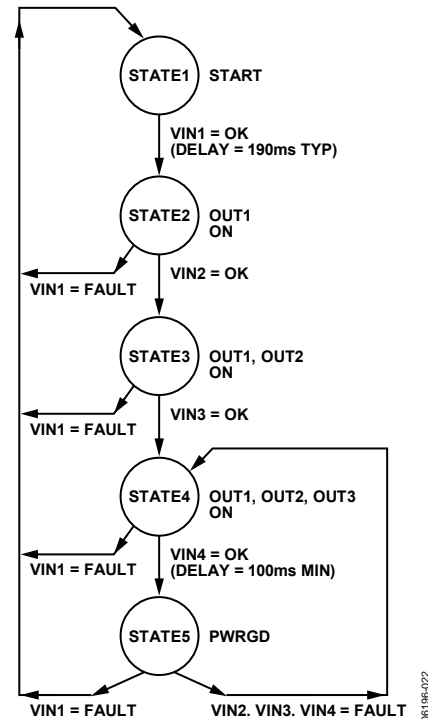 STATE1 START
VIN1 = OK
(DELAY = 190ms TYP)
STATE2 OUT1
ON
VIN1 = FAULT
VIN2 = OK
STATE3 OUT1, OUT2
ON
VIN1 = FAULT
VIN3 = OK
STATE4 OUT1, OUT2, OUT3
ON
VIN1 = FAULT
VIN4 = OK
(DELAY = 100ms MIN)
STATE5 PWRGD
VIN1 = FAULT
VIN2, VIN3, VIN4 = FAULT
06196-022